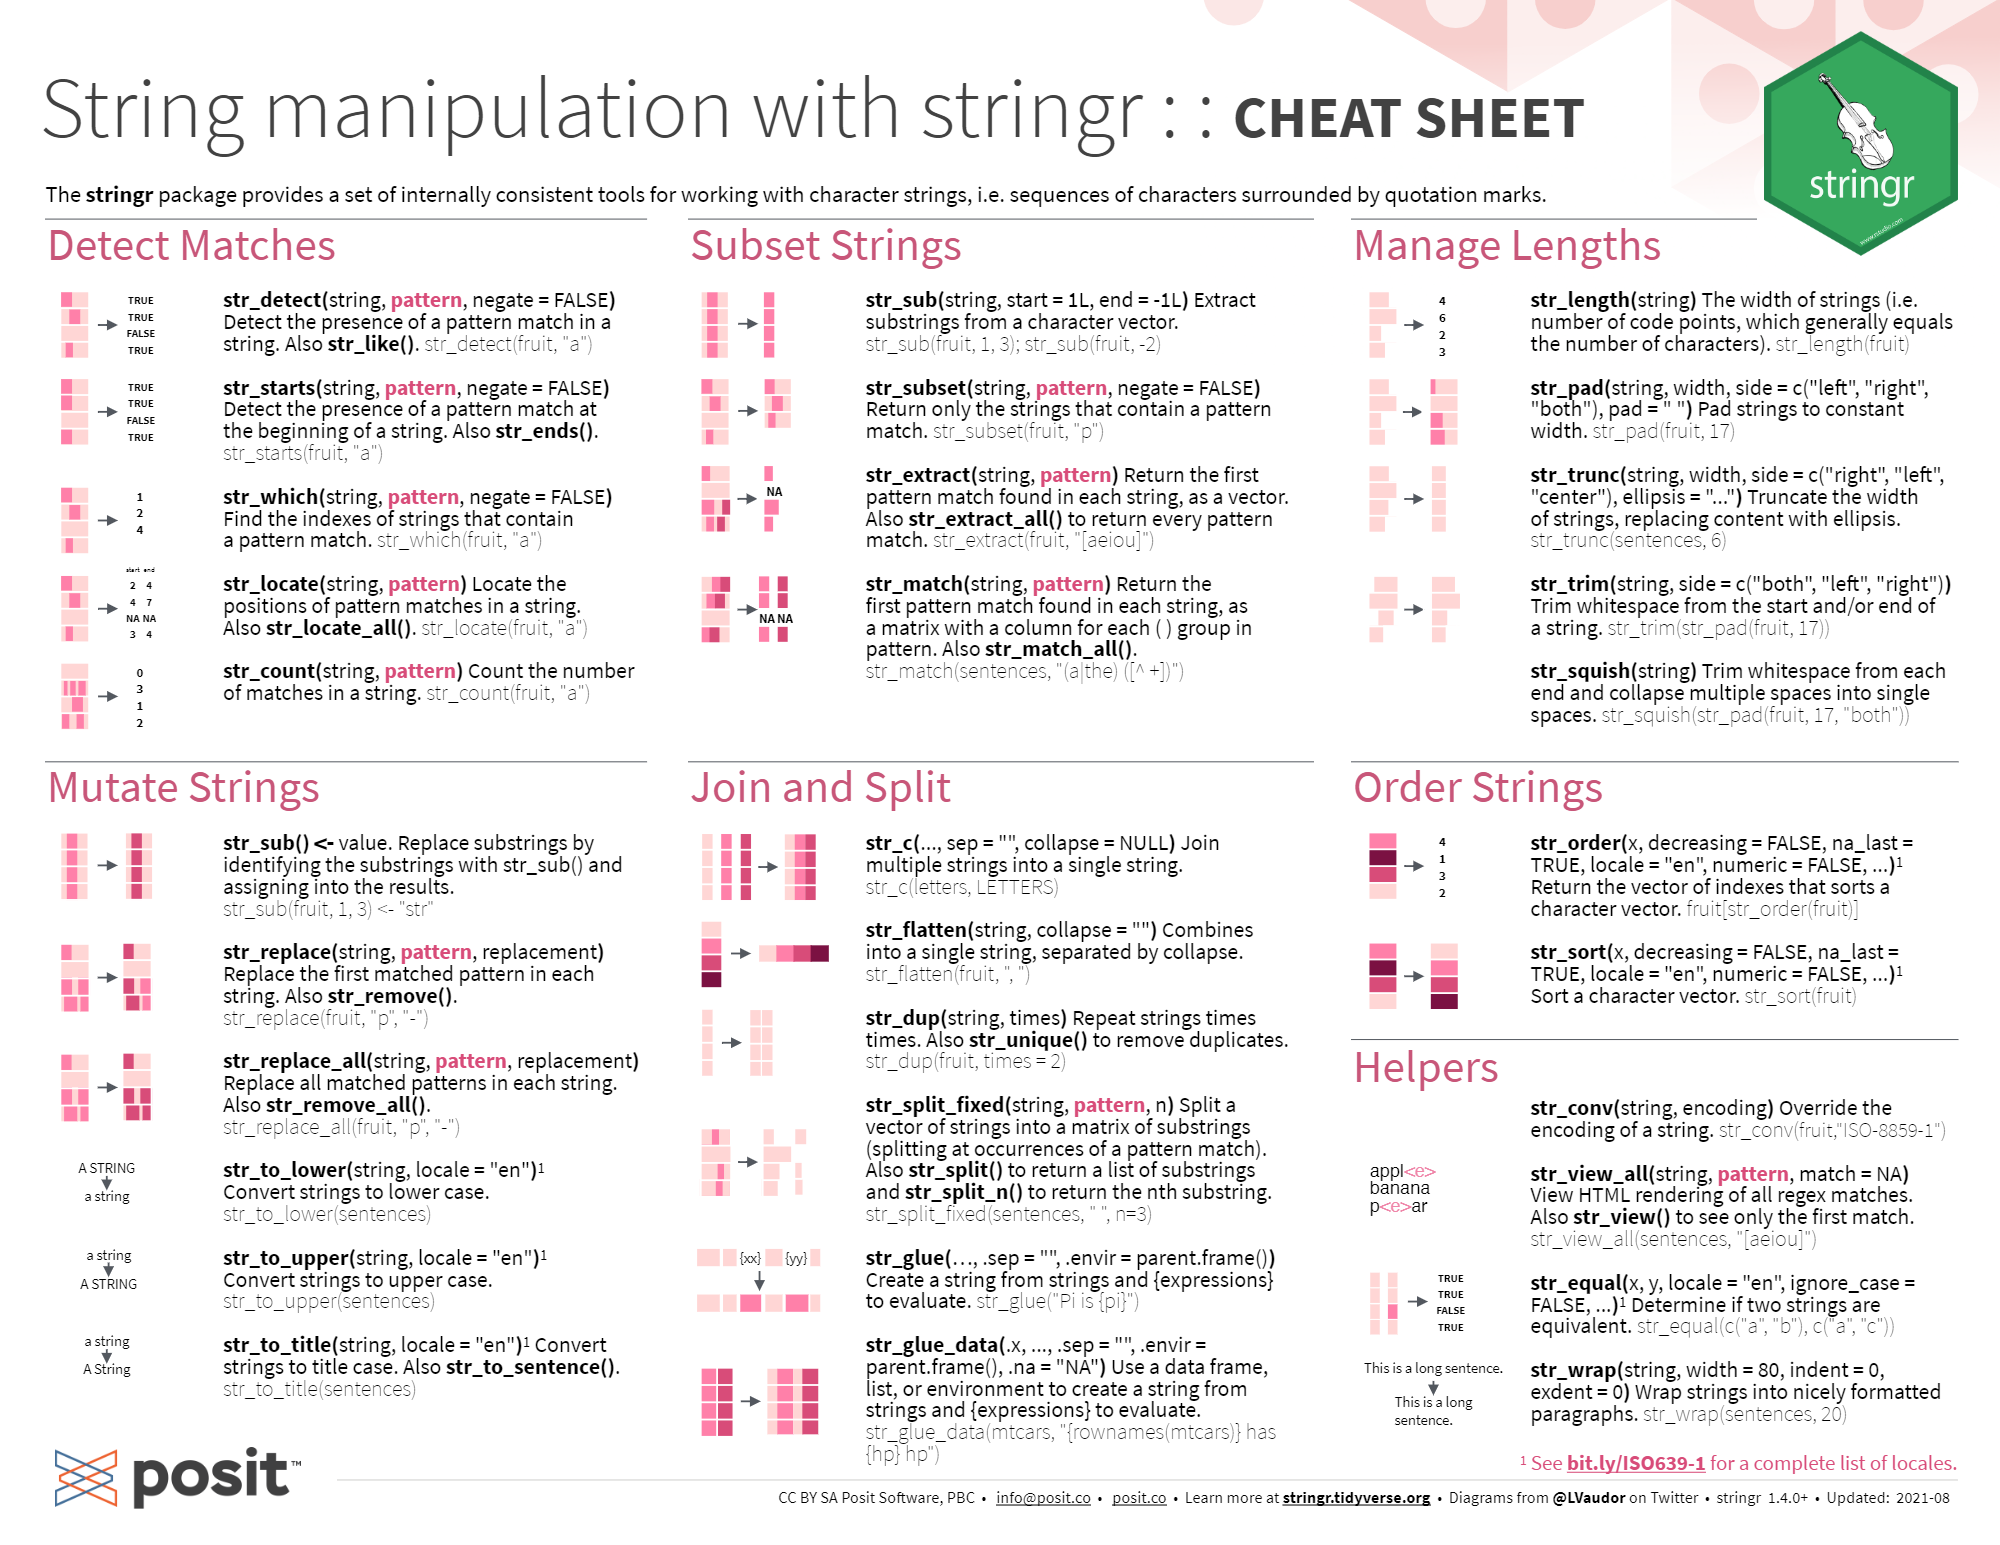 String manipulation with stringr : : CHEAT SHEET
The stringr package provides a set of internally consistent tools for working with character strings, i.e. sequences of characters surrounded by quotation marks.
stringr
www.rstudio.com
Detect Matches
TRUE
TRUE
FALSE
TRUE
str_detect(string, pattern, negate = FALSE)
Detect the presence of a pattern match in a
string. Also str_like(). str_detect(fruit, "a")
TRUE
TRUE
FALSE
TRUE
str_starts(string, pattern, negate = FALSE)
Detect the presence of a pattern match at
the beginning of a string. Also str_ends().
str_starts(fruit, "a")
1
2
4
str_which(string, pattern, negate = FALSE)
Find the indexes of strings that contain
a pattern match. str_which(fruit, "a")
start end
2 4
4 7
NA NA
3 4
str_locate(string, pattern) Locate the
positions of pattern matches in a string.
Also str_locate_all(). str_locate(fruit, "a")
0
3
1
2
str_count(string, pattern) Count the number
of matches in a string. str_count(fruit, "a")
Subset Strings
str_sub(string, start = 1L, end = -1L) Extract
substrings from a character vector.
str_sub(fruit, 1, 3); str_sub(fruit, -2)
str_subset(string, pattern, negate = FALSE)
Return only the strings that contain a pattern
match. str_subset(fruit, "p")
NA
str_extract(string, pattern) Return the first
pattern match found in each string, as a vector.
Also str_extract_all() to return every pattern
match. str_extract(fruit, "[aeiou]")
NA NA
str_match(string, pattern) Return the
first pattern match found in each string, as
a matrix with a column for each ( ) group in
pattern. Also str_match_all().
str_match(sentences, "(a|the) ([^ +])")
Manage Lengths
4
6
2
3
str_length(string) The width of strings (i.e.
number of code points, which generally equals
the number of characters). str_length(fruit)
str_pad(string, width, side = c("left", "right",
"both"), pad = " ") Pad strings to constant
width. str_pad(fruit, 17)
str_trunc(string, width, side = c("right", "left",
"center"), ellipsis = "...") Truncate the width
of strings, replacing content with ellipsis.
str_trunc(sentences, 6)
str_trim(string, side = c("both", "left", "right"))
Trim whitespace from the start and/or end of
a string. str_trim(str_pad(fruit, 17))
str_squish(string) Trim whitespace from each
end and collapse multiple spaces into single
spaces. str_squish(str_pad(fruit, 17, "both"))
Mutate Strings
str_sub() <- value. Replace substrings by
identifying the substrings with str_sub() and
assigning into the results.
str_sub(fruit, 1, 3) <- "str"
str_replace(string, pattern, replacement)
Replace the first matched pattern in each
string. Also str_remove().
str_replace(fruit, "p", "-")
str_replace_all(string, pattern, replacement)
Replace all matched patterns in each string.
Also str_remove_all().
str_replace_all(fruit, "p", "-")
A STRING
a string
str_to_lower(string, locale = "en")1
Convert strings to lower case.
str_to_lower(sentences)
a string
A STRING
str_to_upper(string, locale = "en")1
Convert strings to upper case.
str_to_upper(sentences)
a string
A String
str_to_title(string, locale = "en")1 Convert
strings to title case. Also str_to_sentence().
str_to_title(sentences)
Join and Split
str_c(..., sep = "", collapse = NULL) Join
multiple strings into a single string.
str_c(letters, LETTERS)
str_flatten(string, collapse = "") Combines
into a single string, separated by collapse.
str_flatten(fruit, ", ")
str_dup(string, times) Repeat strings times
times. Also str_unique() to remove duplicates.
str_dup(fruit, times = 2)
str_split_fixed(string, pattern, n) Split a
vector of strings into a matrix of substrings
(splitting at occurrences of a pattern match).
Also str_split() to return a list of substrings
and str_split_n() to return the nth substring.
str_split_fixed(sentences, " ", n=3)
{xx} {yy}
str_glue(…, .sep = "", .envir = parent.frame())
Create a string from strings and {expressions}
to evaluate. str_glue("Pi is {pi}")
str_glue_data(.x, ..., .sep = "", .envir =
parent.frame(), .na = "NA") Use a data frame,
list, or environment to create a string from
strings and {expressions} to evaluate.
str_glue_data(mtcars, "{rownames(mtcars)} has
{hp} hp")
Order Strings
4
1
3
2
str_order(x, decreasing = FALSE, na_last =
TRUE, locale = "en", numeric = FALSE, ...)1
Return the vector of indexes that sorts a
character vector. fruit[str_order(fruit)]
str_sort(x, decreasing = FALSE, na_last =
TRUE, locale = "en", numeric = FALSE, ...)1
Sort a character vector. str_sort(fruit)
Helpers
str_conv(string, encoding) Override the
encoding of a string. str_conv(fruit,"ISO-8859-1")
appl<e>
banana
p<e>ar
str_view_all(string, pattern, match = NA)
View HTML rendering of all regex matches.
Also str_view() to see only the first match.
str_view_all(sentences, "[aeiou]")
TRUE
TRUE
FALSE
TRUE
str_equal(x, y, locale = "en", ignore_case =
FALSE, ...)1 Determine if two strings are
equivalent. str_equal(c("a", "b"), c("a", "c"))
This is a long sentence.
This is a long
sentence.
str_wrap(string, width = 80, indent = 0,
exdent = 0) Wrap strings into nicely formatted
paragraphs. str_wrap(sentences, 20)
1 See bit.ly/ISO639-1 for a complete list of locales.
posit™
CC BY SA Posit Software, PBC • info@posit.co • posit.co • Learn more at stringr.tidyverse.org • Diagrams from @LVaudor on Twitter • stringr 1.4.0+ • Updated: 2021-08